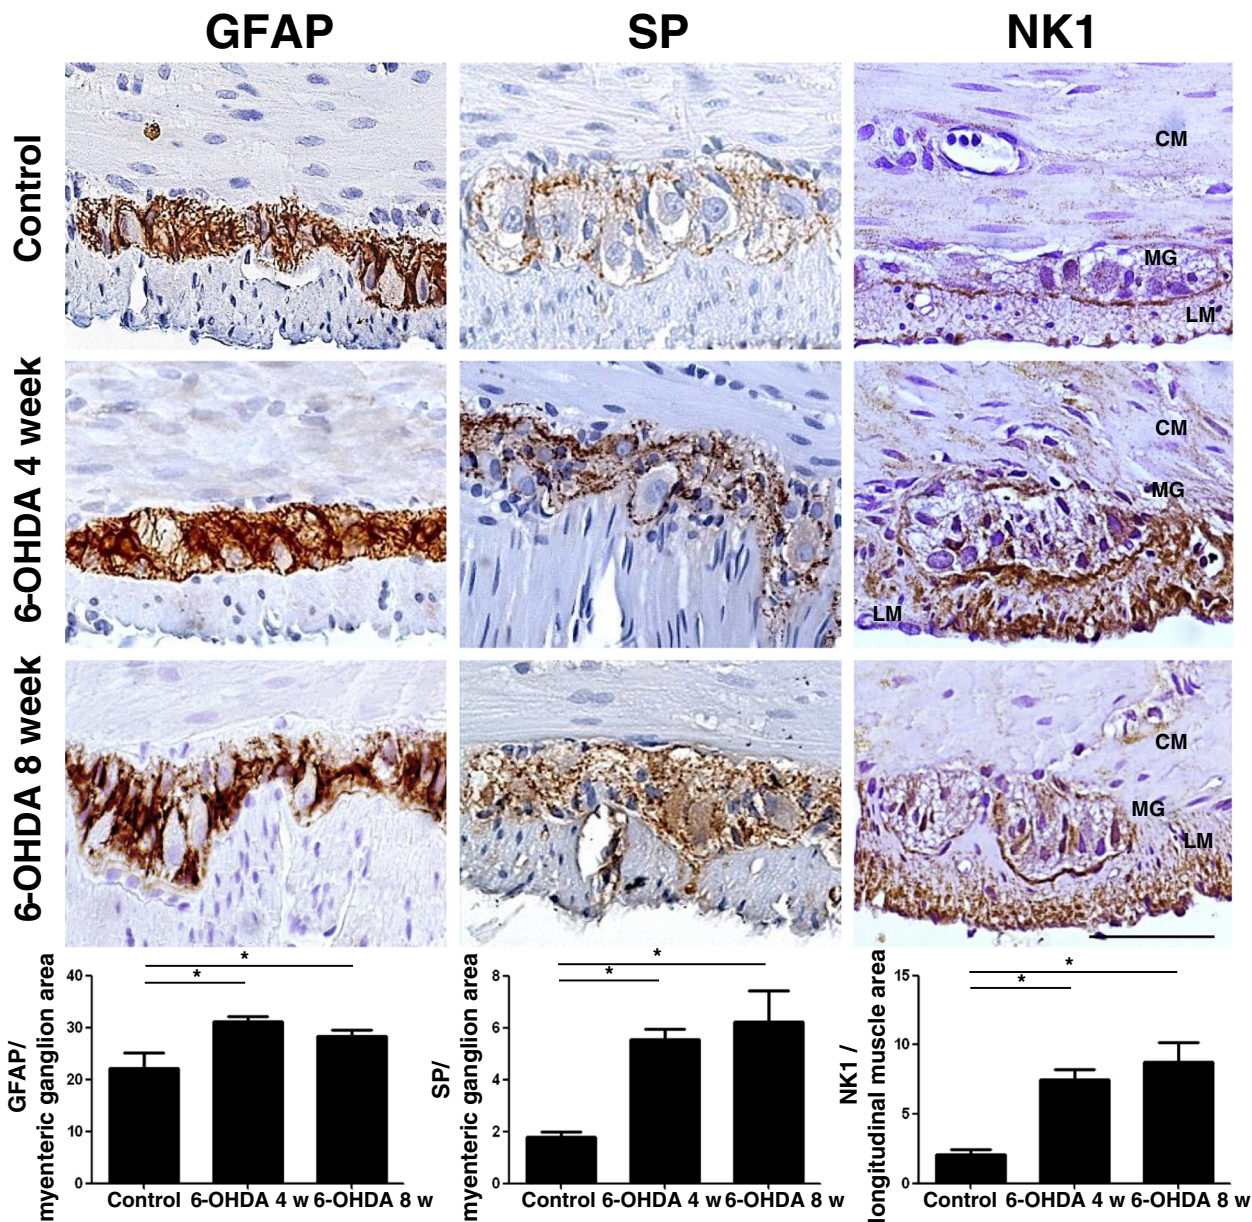 GFAP SP NK1
Control
CM
MG
LM
6-OHDA 4 week
CM
MG
LM
6-OHDA 8 week
CM
MG
LM
GFAP/
myenteric ganglion area
40
30
20
10
0
* *
Control 6-OHDA 4 w 6-OHDA 8 w
SP/
myenteric ganglion area
8
6
4
2
0
* *
Control 6-OHDA 4 w 6-OHDA 8 w
NK1 /
longitudinal muscle area
15
10
5
0
* *
Control 6-OHDA 4 w 6-OHDA 8 w